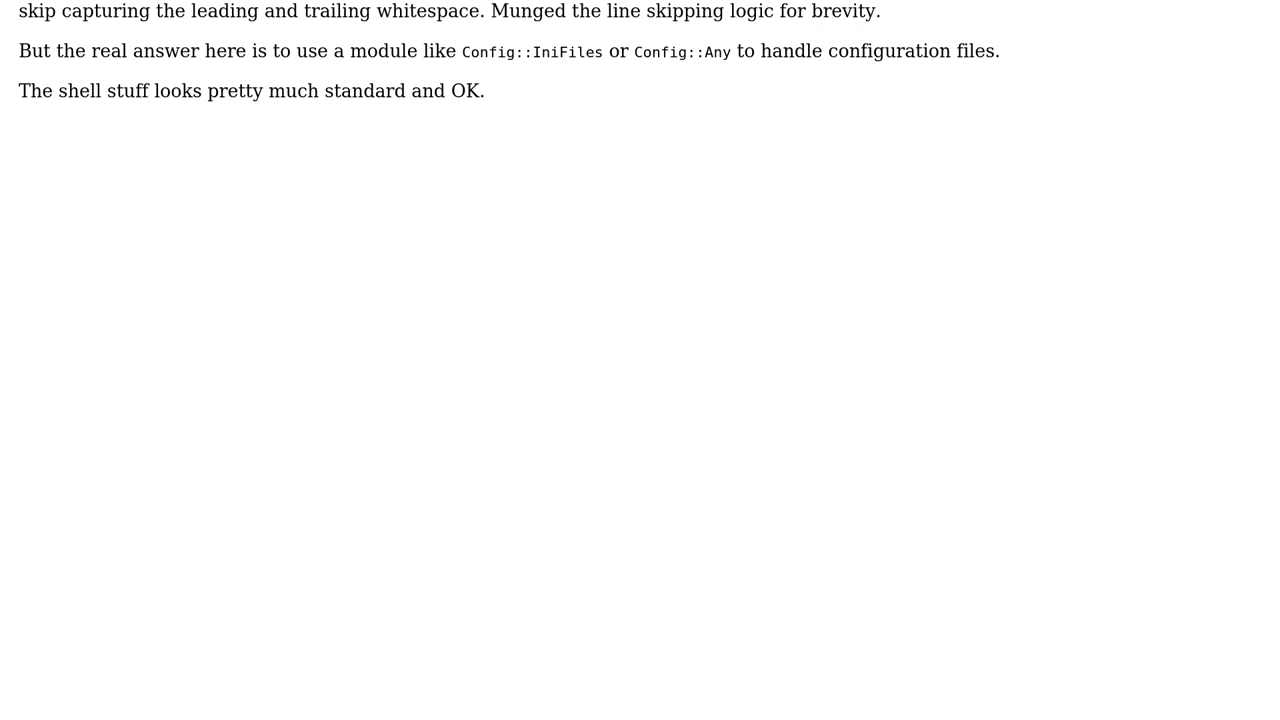 skip capturing the leading and trailing whitespace. Munged the line skipping logic for brevity.
But the real answer here is to use a module like Config::IniFiles or Config::Any to handle configuration files.
The shell stuff looks pretty much standard and OK.